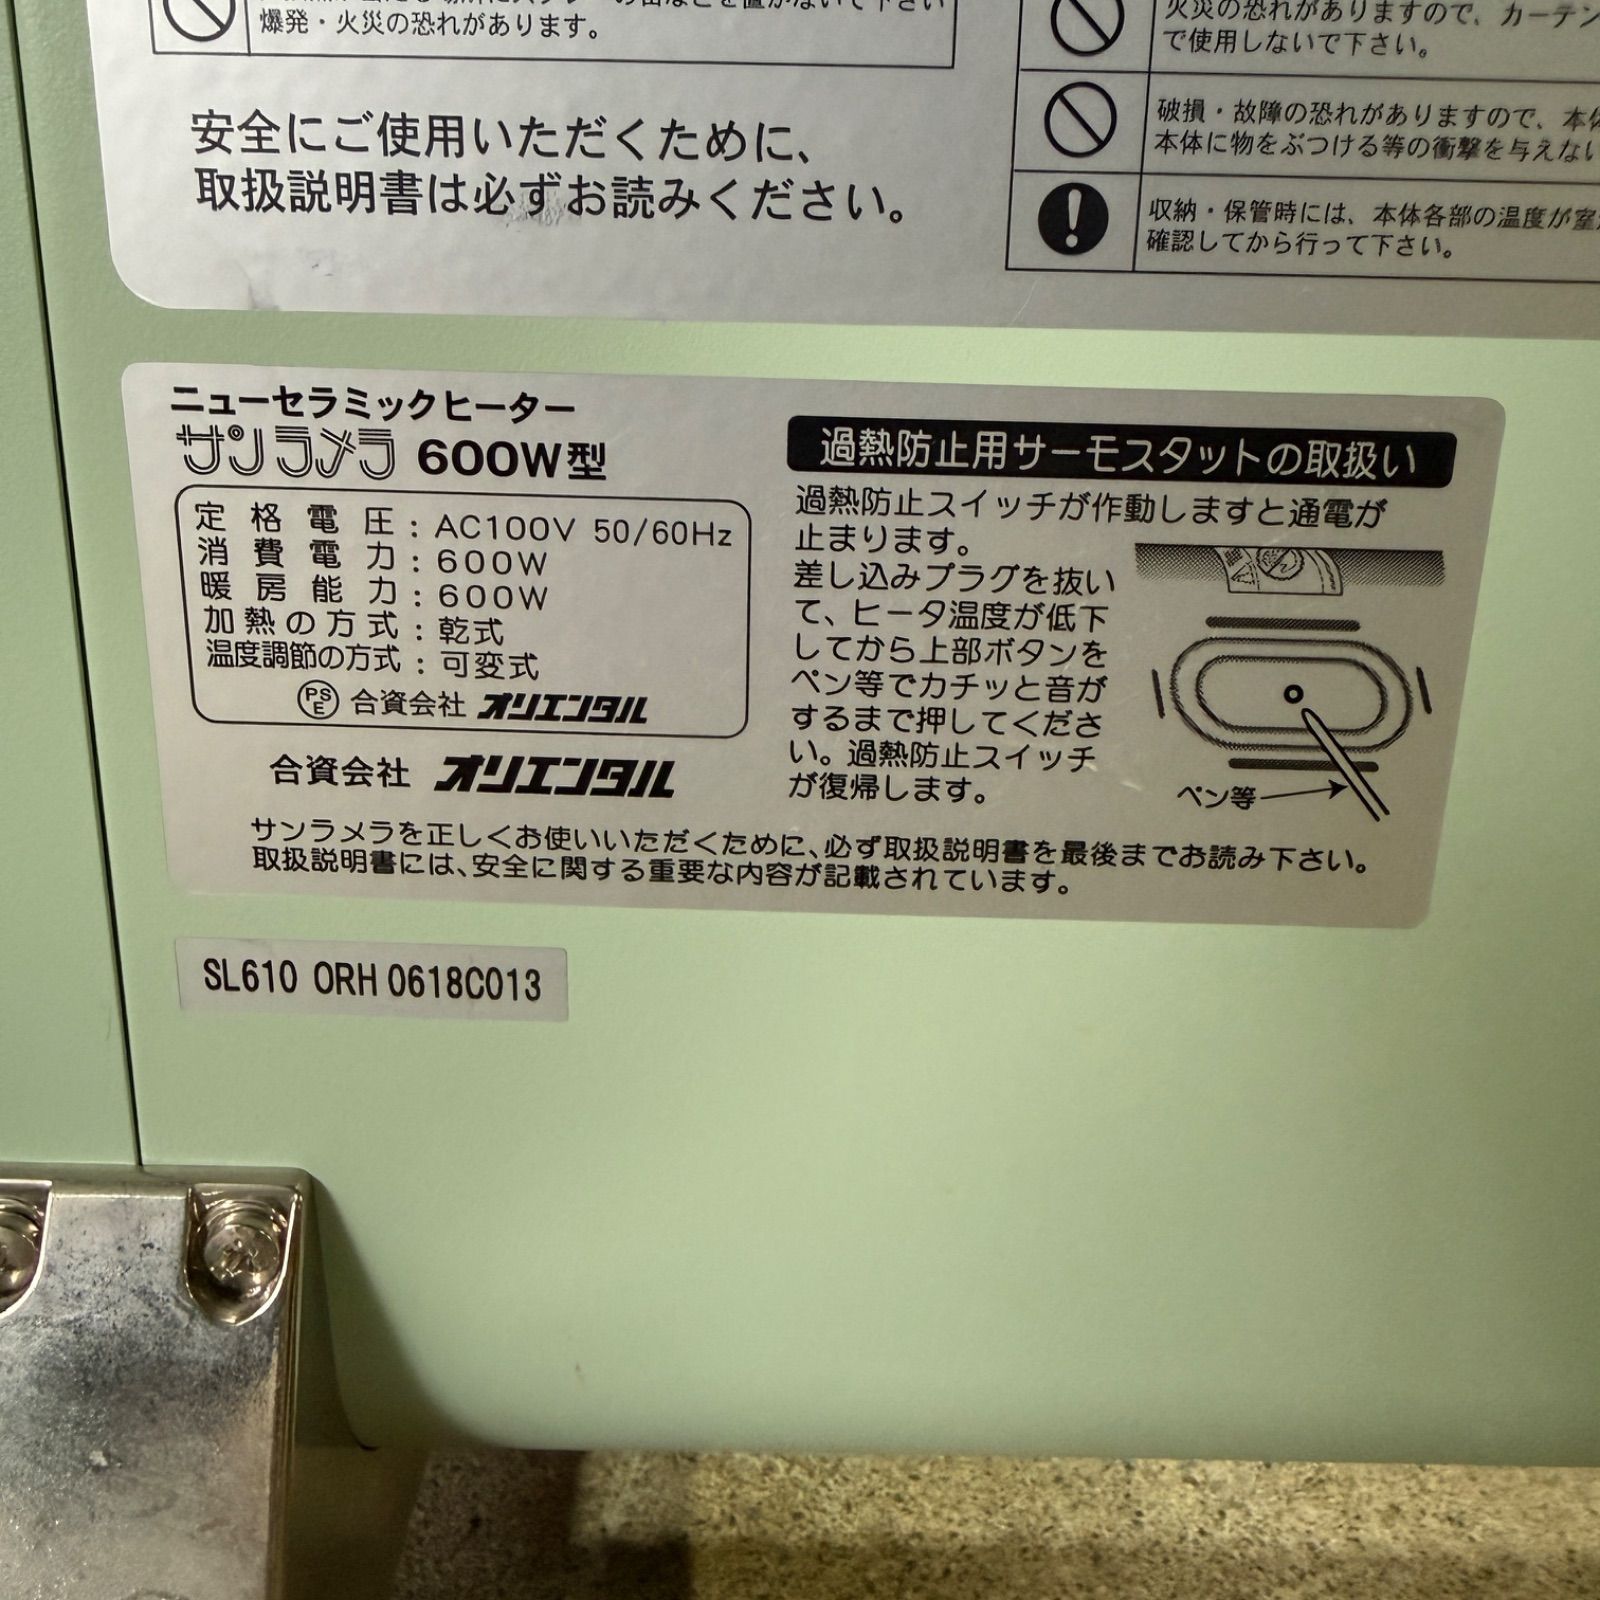 爆発・火災の恐れがあります。
安全にご使用いただくために、
取扱説明書は必ずお読みください。
火災の恐れがありますので、カーテン
で使用しないで下さい。
破損・故障の恐れがありますので、本体
本体に物をぶつける等の衝撃を与えない
収納・保管時には、本体各部の温度が室
確認してから行って下さい。
ニューセラミックヒーター
サンラメラ 600W型
定格電圧: AC100V 50/60Hz
消費電力: 600W
暖房能力: 600W
加熱の方式: 乾式
温度調節の方式: 可変式
PSE 合資会社 オリエンタル
合資会社 オリエンタル
過熱防止用サーモスタットの取扱い
過熱防止スイッチが作動しますと通電が
止まります。
差し込みプラグを抜い
て、ヒータ温度が低下
してから上部ボタンを
ペン等でカチッと音が
するまで押してくださ
い。過熱防止スイッチ
が復帰します。
ペン等
サンラメラを正しくお使いいただくために、必ず取扱説明書を最後までお読み下さい。
取扱説明書には、安全に関する重要な内容が記載されています。
SL610 ORH 0618C013